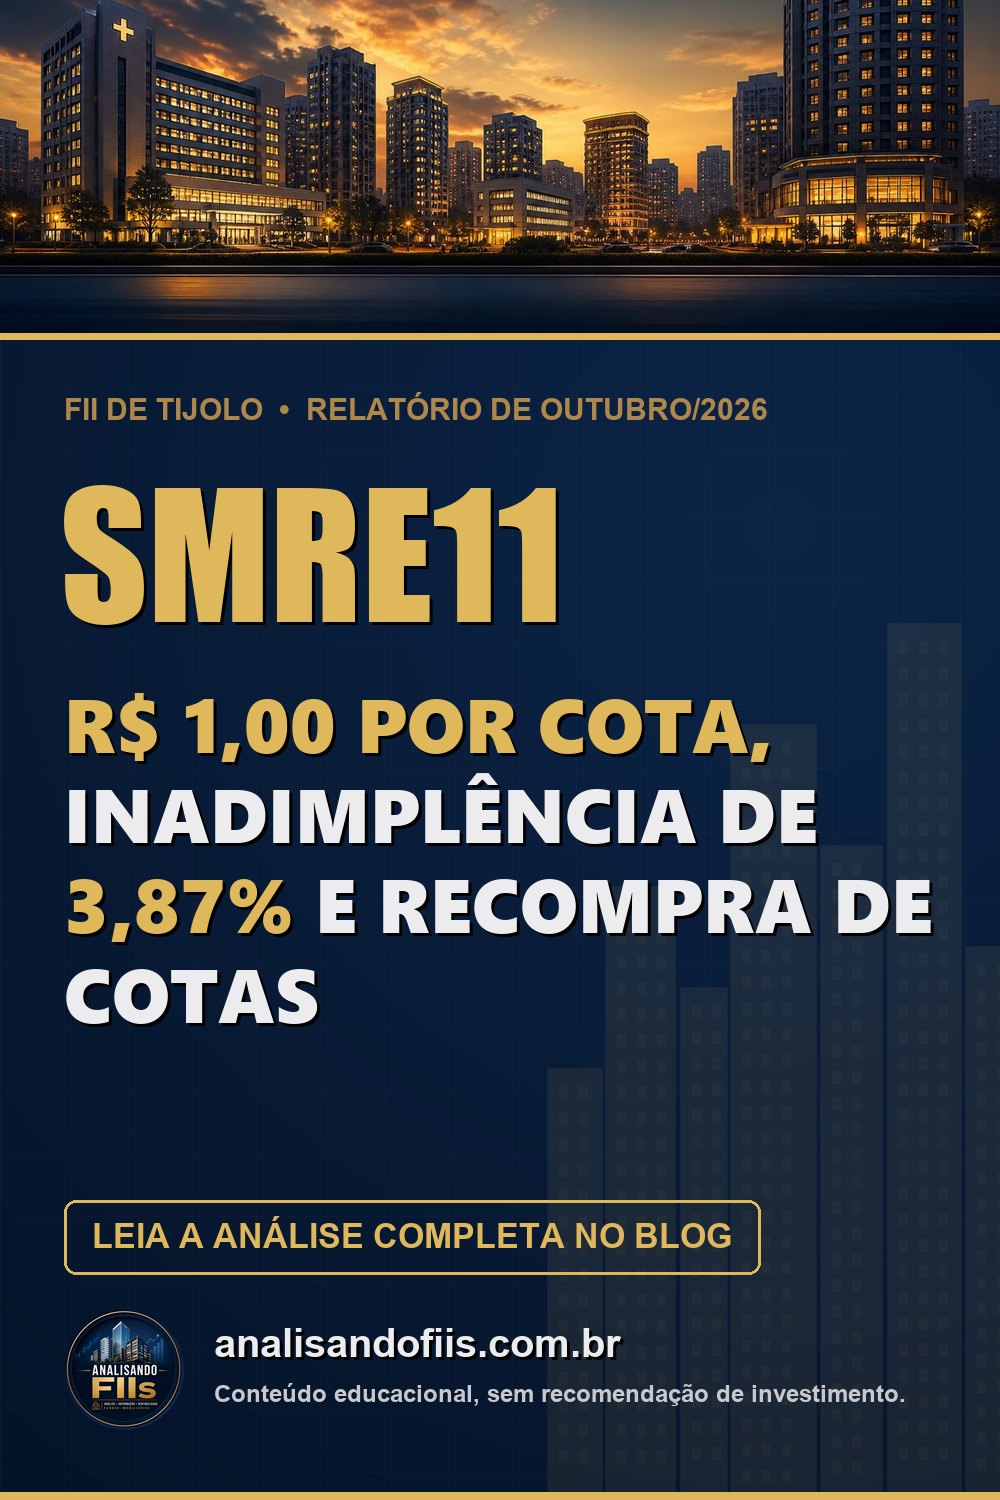 FII DE TIJOLO • RELATÓRIO DE OUTUBRO/2026
SMRE11
R$ 1,00 POR COTA,
INADIMPLÊNCIA DE
3,87% E RECOMPRA DE
COTAS
LEIA A ANÁLISE COMPLETA NO BLOG
ANALISANDO
FIIs
analisandofiis.com.br
Conteúdo educacional, sem recomendação de investimento.